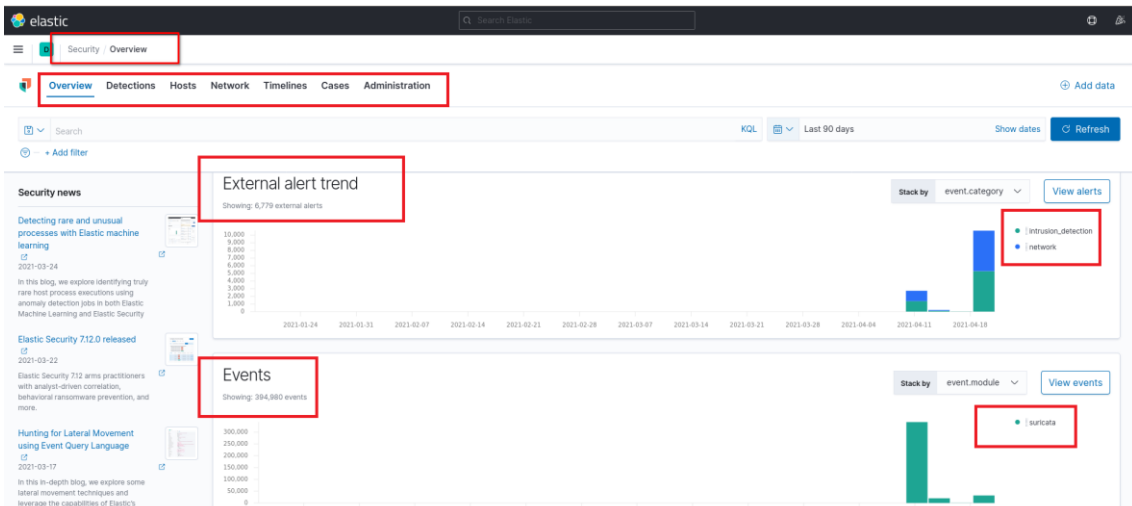 elastic
Search Elastic
D
Security / Overview
Overview Detections Hosts Network Timelines Cases Administration
Add data
Search
KQL
Last 90 days
Show dates
Refresh
+ Add filter
Security news
Detecting rare and unusual
processes with Elastic machine
learning
2021-03-24
In this blog, we explore identifying truly
rare host process executions using
anomaly detection jobs in both Elastic
Machine Learning and Elastic Security
Elastic Security 7.12.0 released
2021-03-22
Elastic Security 7.12 arms practitioners
with analyst-driven correlation,
behavioral ransomware prevention, and
more.
Hunting for Lateral Movement
using Event Query Language
2021-03-17
In this in-depth blog, we explore some
lateral movement techniques and
leverage the capabilities of Elastic's
External alert trend
Showing: 6,779 external alerts
Stack by event.category
View alerts
10,000
9,000
8,000
7,000
6,000
5,000
4,000
3,000
2,000
1,000
0
2021-01-24 2021-01-31 2021-02-07 2021-02-14 2021-02-21 2021-02-28 2021-03-07 2021-03-14 2021-03-21 2021-03-28 2021-04-04 2021-04-11 2021-04-18
intrusion_detection
network
Events
Showing: 394,980 events
Stack by event.module
View events
300,000
250,000
200,000
150,000
100,000
50,000
0
suricata